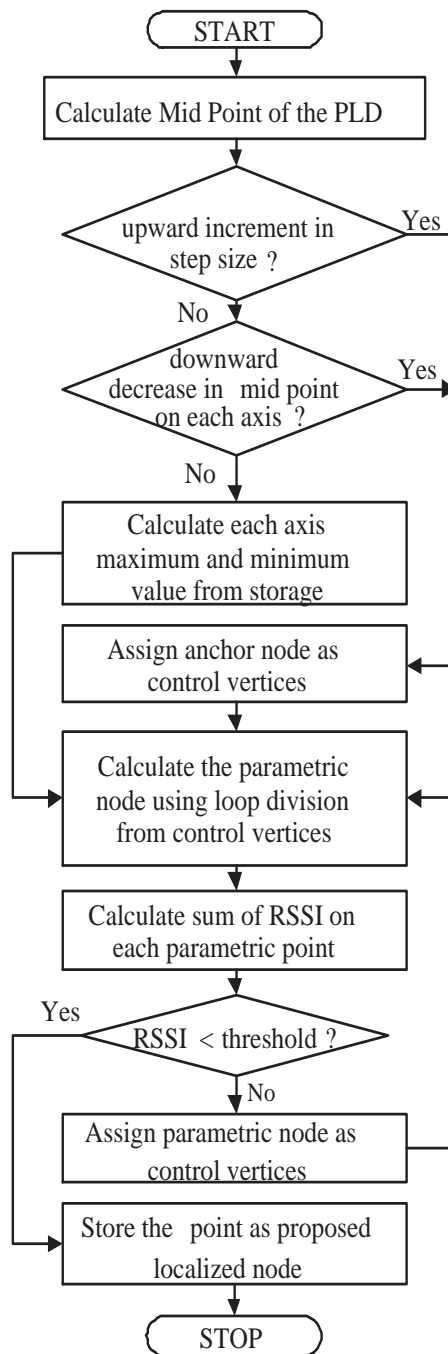 START
Calculate Mid Point of the PLD
upward increment in
step size ?
Yes
No
downward
decrease in mid point
on each axis ?
Yes
No
Calculate each axis
maximum and minimum
value from storage
Assign anchor node as
control vertices
Calculate the parametric
node using loop division
from control vertices
Calculate sum of RSSI on
each parametric point
Yes
RSSI < threshold ?
No
Assign parametric node as
control vertices
Store the point as proposed
localized node
STOP